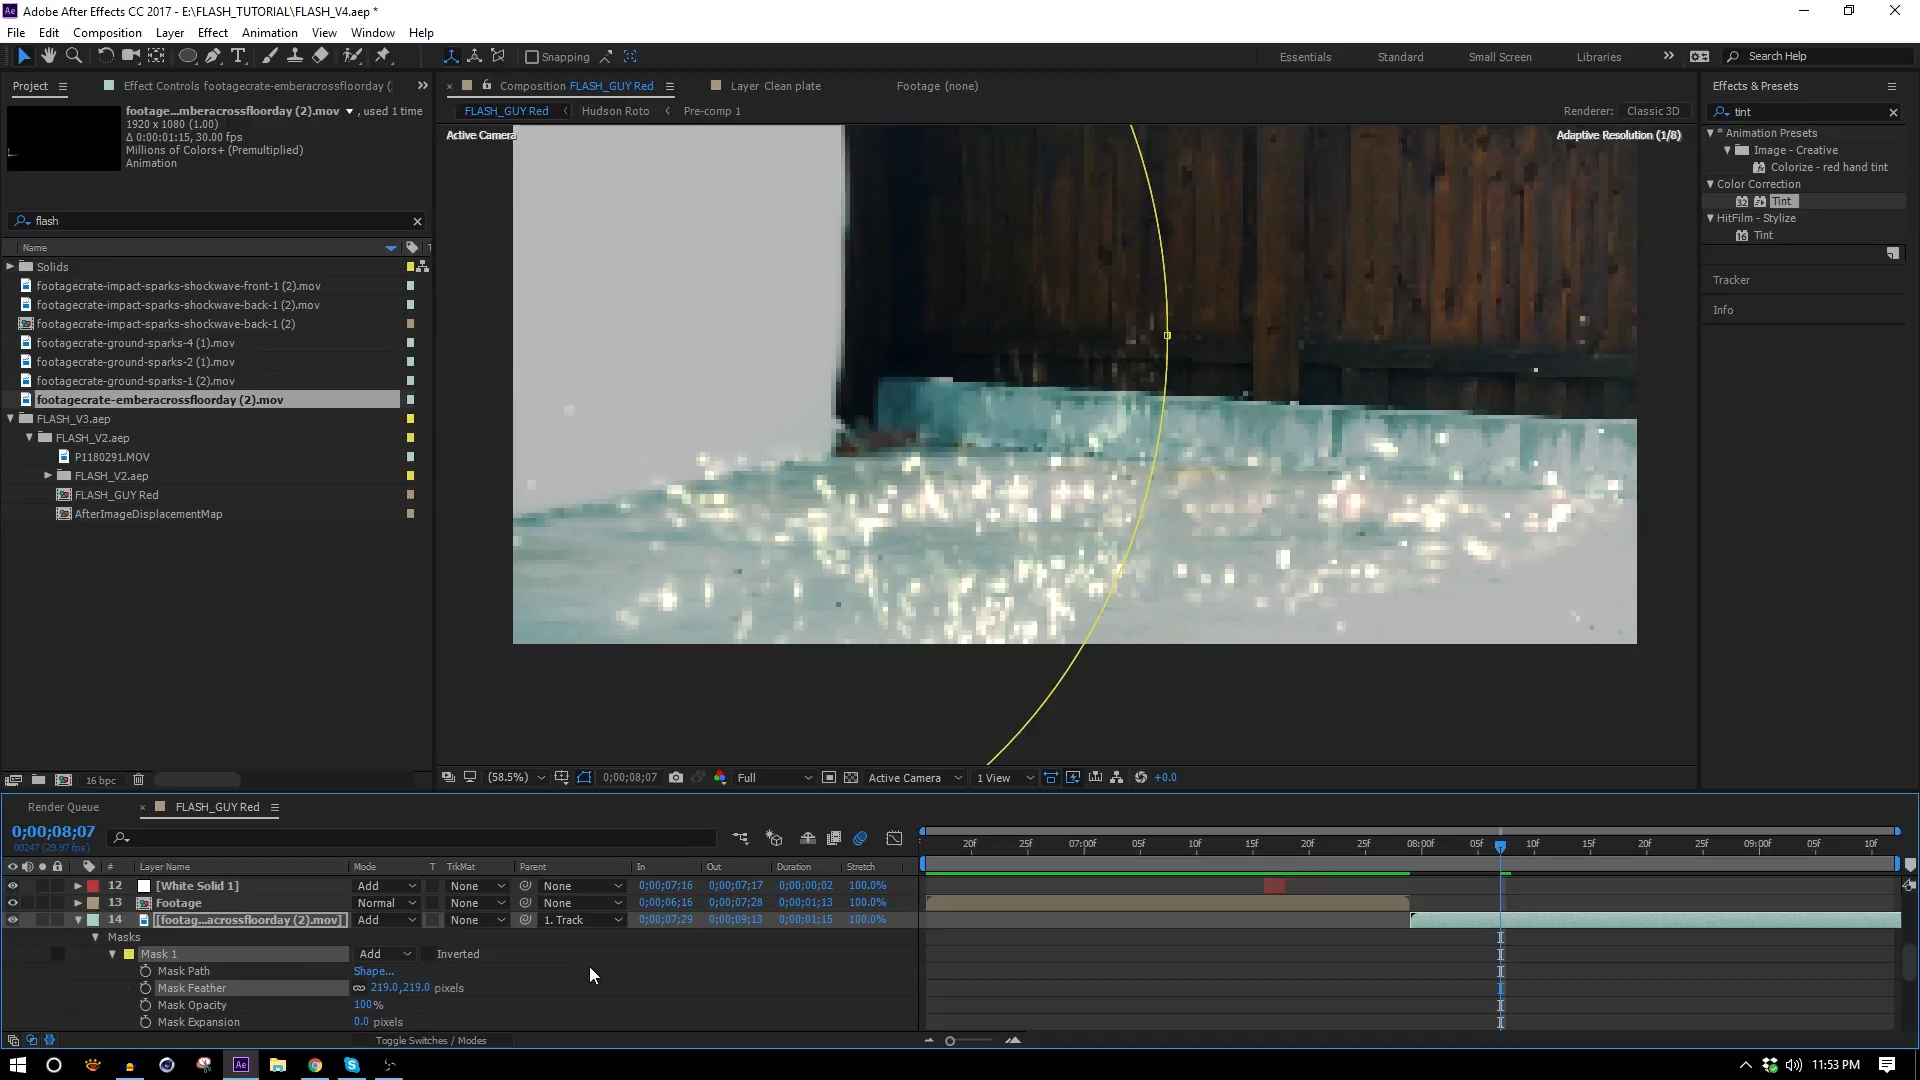 Adobe After Effects CC 2017 - E:\FLASH_TUTORIAL\FLASH_V4.aep *
File Edit Composition Layer Effect Animation View Window Help
Snapping
Essentials Standard Small Screen Libraries Search Help
Project Effect Controls footagecrate-emberacrossfloorday (
Composition FLASH_GUY Red Layer Clean plate Footage (none)
Effects & Presets
footage...mberacrossfloorday (2).mov , used 1 time
1920 x 1080 (1.00)
Δ 0:00:01:15, 30.00 fps
Millions of Colors+ (Premultiplied)
Animation
FLASH_GUY Red Hudson Roto Pre-comp 1
Renderer: Classic 3D
Active Camera
Adaptive Resolution (1/8)
tint
* Animation Presets
Image - Creative
Colorize - red hand tint
Color Correction
32 Tint
HitFilm - Stylize
16 Tint
Tracker
Info
flash
Name
Solids
footagecrate-impact-sparks-shockwave-front-1 (2).mov
footagecrate-impact-sparks-shockwave-back-1 (2).mov
footagecrate-impact-sparks-shockwave-back-1 (2)
footagecrate-ground-sparks-4 (1).mov
footagecrate-ground-sparks-2 (1).mov
footagecrate-ground-sparks-1 (2).mov
footagecrate-emberacrossfloorday (2).mov
FLASH_V3.aep
FLASH_V2.aep
P1180291.MOV
FLASH_V2.aep
FLASH_GUY Red
AfterImageDisplacementMap
16 bpc
(58.5%) 0;00;08;07 Full Active Camera 1 View +0.0
Render Queue FLASH_GUY Red
0;00;08;07
00247 (29.97 fps)
20f 25f 07:00f 05f 10f 15f 20f 25f 08:00f 05f 10f 15f 20f 25f 09:00f 05f 10f
# Layer Name Mode T TrkMat Parent In Out Duration Stretch
12 [White Solid 1] Add None None 0;00;07;16 0;00;07;17 0;00;00;02 100.0%
13 Footage Normal None None 0;00;06;16 0;00;07;28 0;00;01;13 100.0%
14 [footag...acrossfloorday (2).mov] Add None 1. Track 0;00;07;29 0;00;09;13 0;00;01;15 100.0%
Masks
Mask 1 Add Inverted
Mask Path Shape...
Mask Feather 219.0,219.0 pixels
Mask Opacity 100%
Mask Expansion 0.0 pixels
Toggle Switches / Modes
Ae
11:53 PM